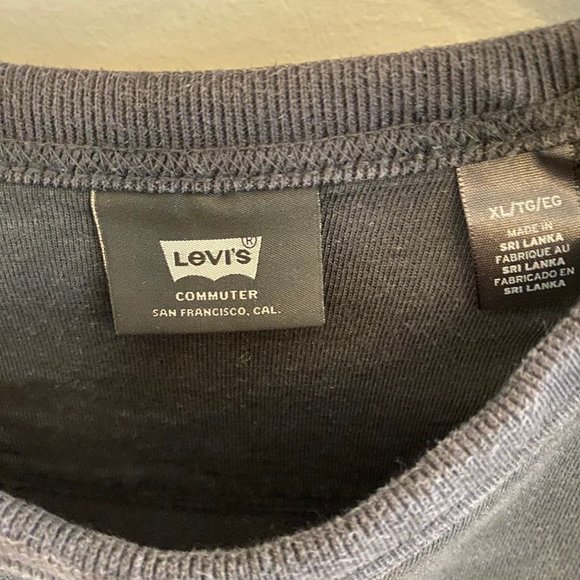 LEVI'S®
COMMUTER
SAN FRANCISCO, CAL.
XL/TG/EG
MADE IN
SRI LANKA
FABRIQUE AU
SRI LANKA
FABRICADO EN
SRI LANKA